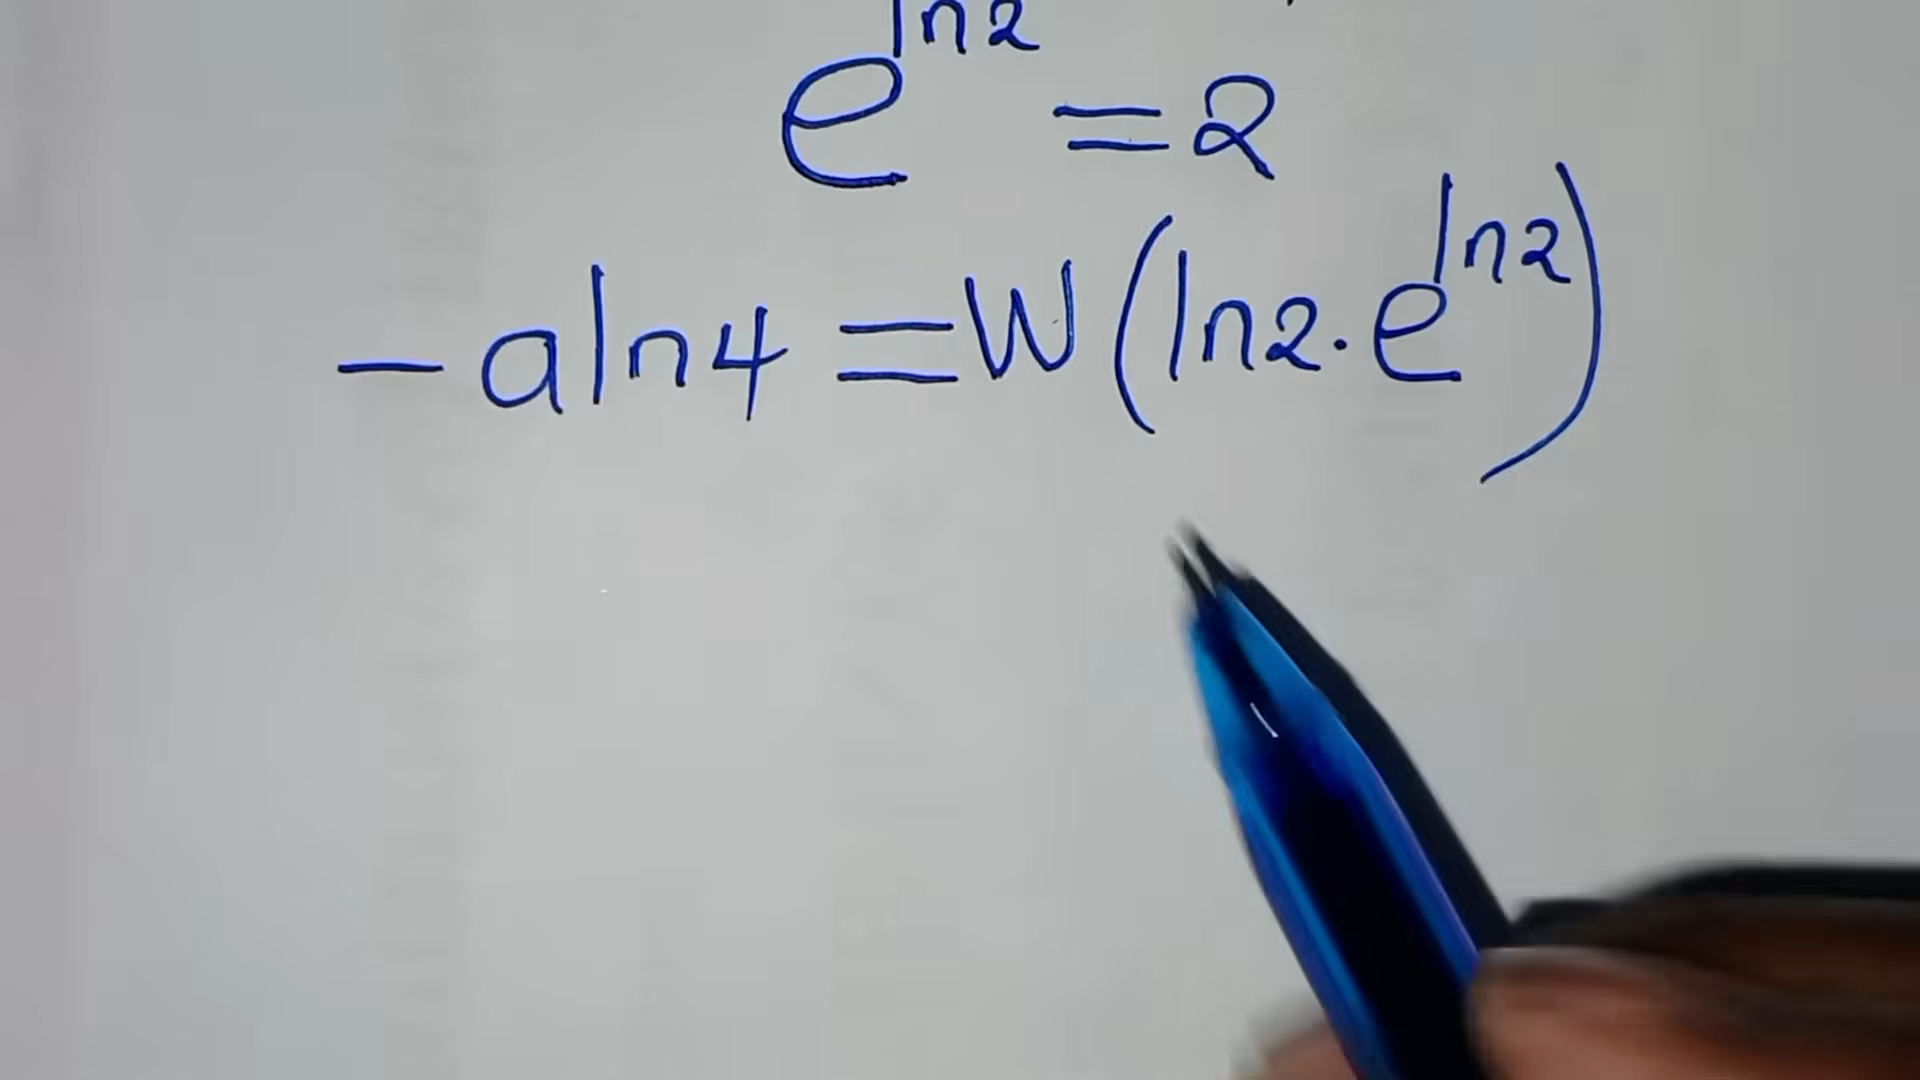 e^ln2 = 2
- aln4 = W(ln2.e^ln2)